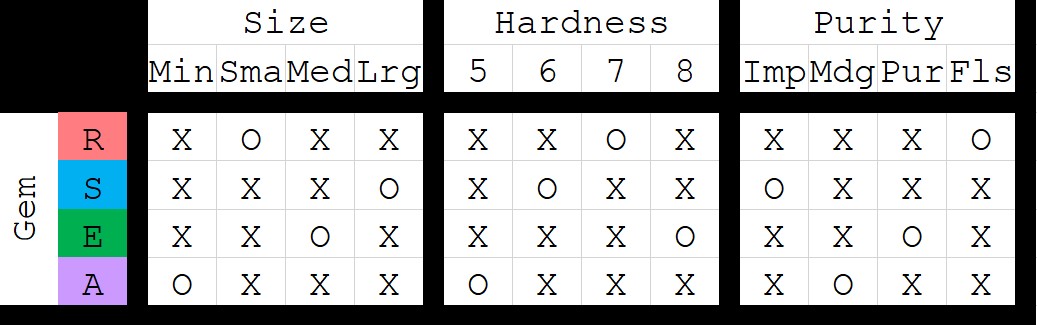 Size Hardness Purity
Min Sma Med Lrg 5 6 7 8 Imp Mdg Pur Fls
Gem
R X O X X X X O X X X X O
S X X X O X O X X O X X X
E X X O X X X X O X X O X
A O X X X O X X X X O X X